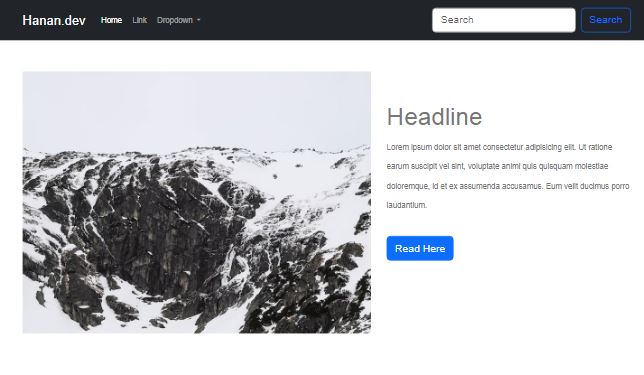 Hanan.dev
Home
Link
Dropdown
Search
Search
Headline
Lorem ipsum dolor sit amet consectetur adipisicing elit. Ut ratione
earum suscipit vel sint, voluptate animi quis quisquam molestiae
doloremque, id et ex assumenda accusamus. Eum velit ducimus porro
laudantium.
Read Here